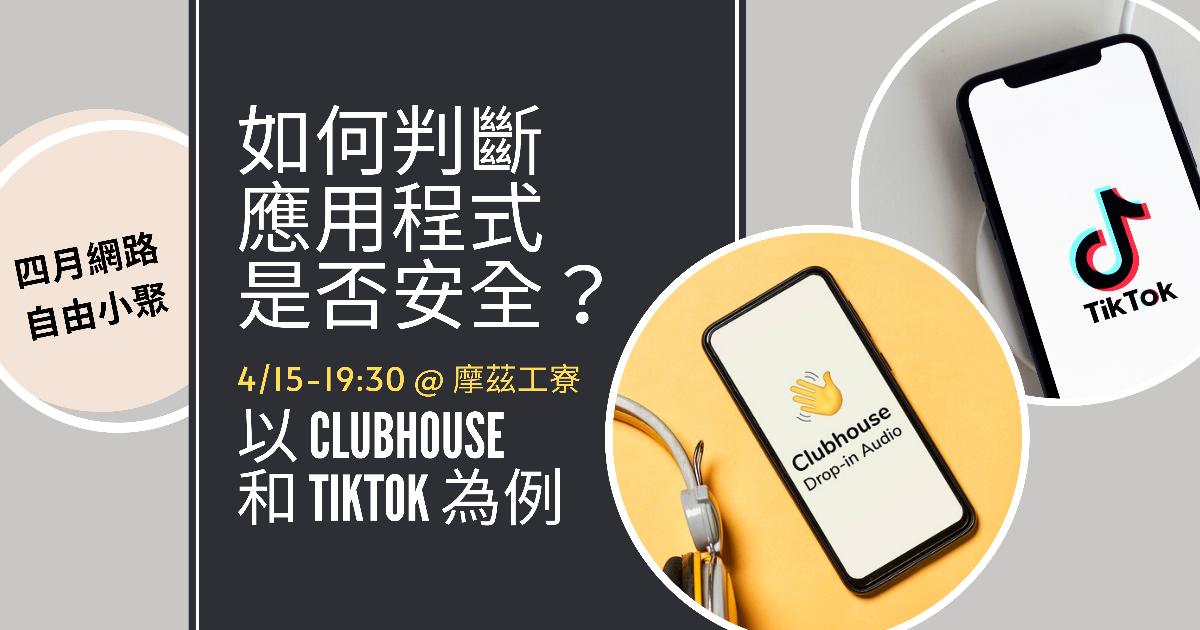 四月網路
自由小聚
如何判斷
應用程式
是否安全？
4/15-19:30 @ 摩茲工寮
以 CLUBHOUSE
和 TIKTOK 為例
Clubhouse
Drop-in Audio
TikTok